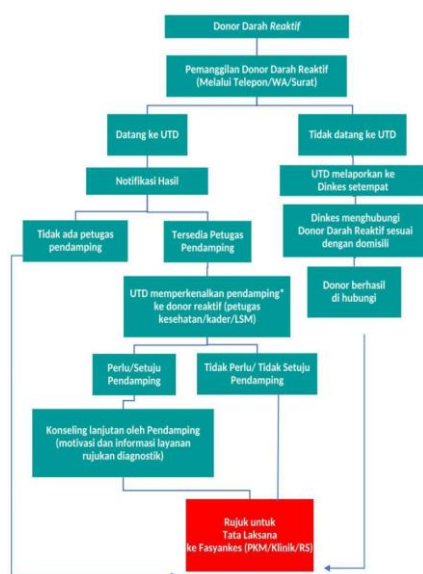 Donor Darah Reaktif
Pemanggilan Donor Darah Reaktif
(Melalui Telepon/WA/Surat)
Datang ke UTD
Tidak datang ke UTD
Notifikasi Hasil
UTD melaporkan ke
Dinkes setempat
Tidak ada petugas
pendamping
Tersedia Petugas
Pendamping
Dinkes menghubungi
Donor Darah Reaktif sesuai
dengan domisili
UTD memperkenalkan pendamping*
ke donor reaktif (petugas
kesehatan/kader/LSM)
Donor berhasil
di hubungi
Perlu/Setuju
Pendamping
Tidak Perlu/ Tidak Setuju
Pendamping
Konseling lanjutan oleh Pendamping
(motivasi dan informasi layanan
rujukan diagnostik)
Rujuk untuk
Tata Laksana
ke Fasyankes (PKM/Klinik/RS)